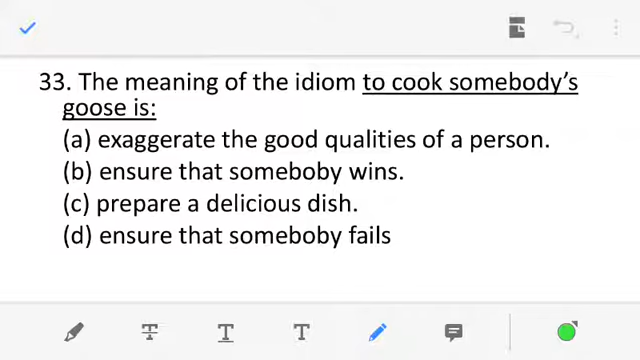 33. The meaning of the idiom to cook somebody's
goose is:
(a) exaggerate the good qualities of a person.
(b) ensure that someboby wins.
(c) prepare a delicious dish.
(d) ensure that someboby fails